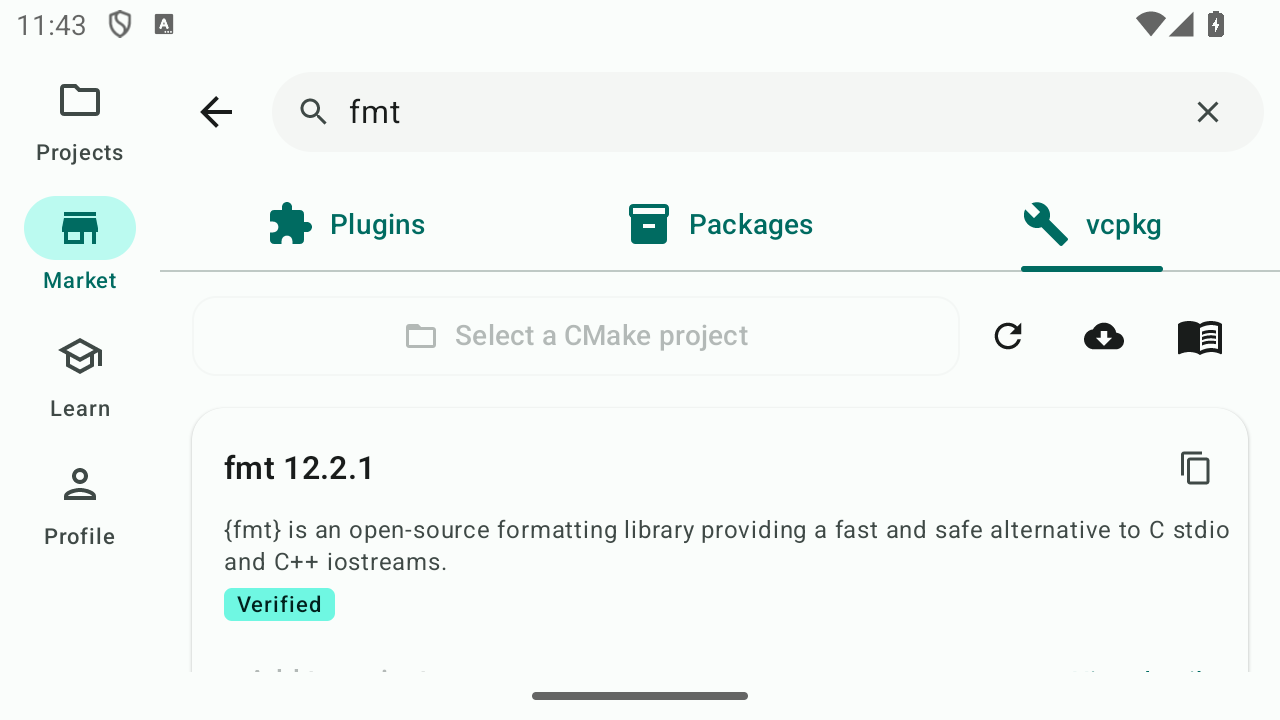 11:43
fmt
Projects
Market
Learn
Profile
Plugins
Packages
vcpkg
Select a CMake project
fmt 12.2.1
{fmt} is an open-source formatting library providing a fast and safe alternative to C stdio
and C++ iostreams.
Verified